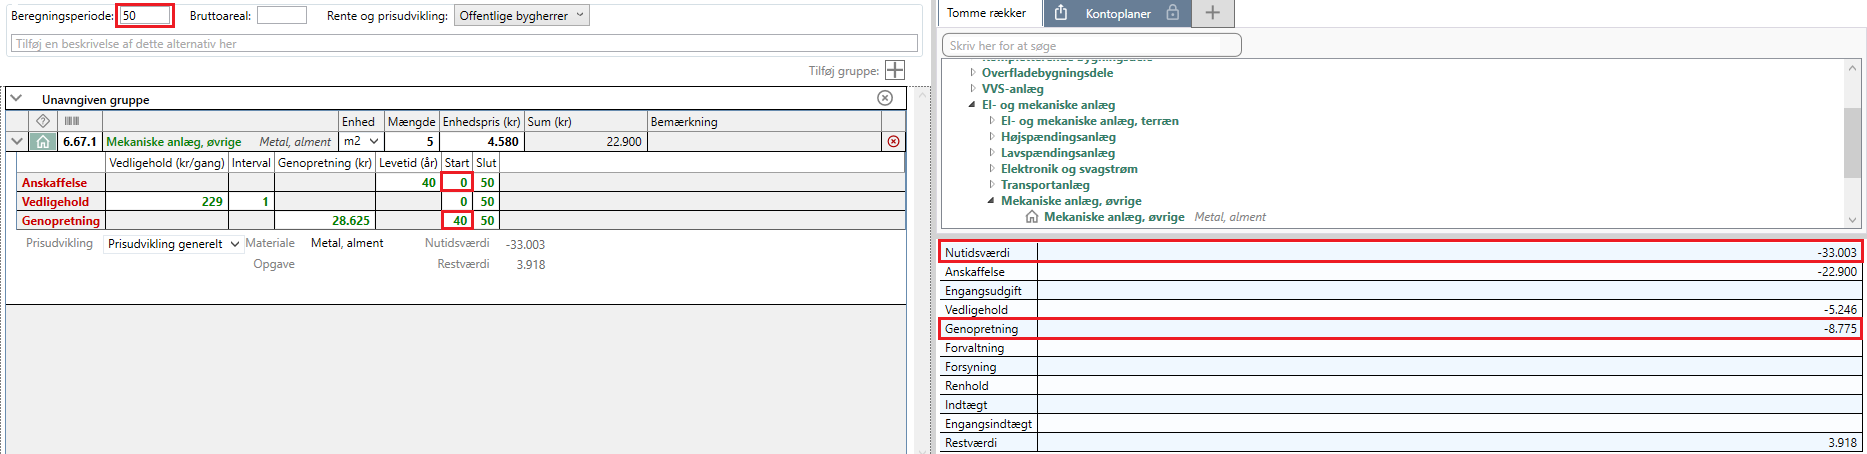 Beregningsperiode: 50 Bruttoareal: Rente og prisudvikling: Offentlige bygherrer
Tilføj en beskrivelse af dette alternativ her
Tilføj gruppe:
Unavngiven gruppe
Enhed Mængde Enhedspris (kr) Sum (kr) Bemærkning
6.67.1 Mekaniske anlæg, øvrige Metal, alment m2 5 4.580 22.900
Vedligehold (kr/gang) Interval Genopretning (kr) Levetid (år) Start Slut
Anskaffelse 40 0 50
Vedligehold 229 1 0 50
Genopretning 28.625 40 50
Prisudvikling Prisudvikling generelt Materiale Metal, alment Nutidsværdi -33.003
Opgave Restværdi 3.918
Tomme rækker Kontoplaner
Skriv her for at søge
Kompletterende bygningsdele
Overfladebygningsdele
VVS-anlæg
El- og mekaniske anlæg
El- og mekaniske anlæg, terræn
Højspændingsanlæg
Lavspændingsanlæg
Elektronik og svagstrøm
Transportanlæg
Mekaniske anlæg, øvrige
Mekaniske anlæg, øvrige Metal, alment
Nutidsværdi -33.003
Anskaffelse -22.900
Engangsudgift
Vedligehold -5.246
Genopretning -8.775
Forvaltning
Forsyning
Renhold
Indtægt
Engangsindtægt
Restværdi 3.918